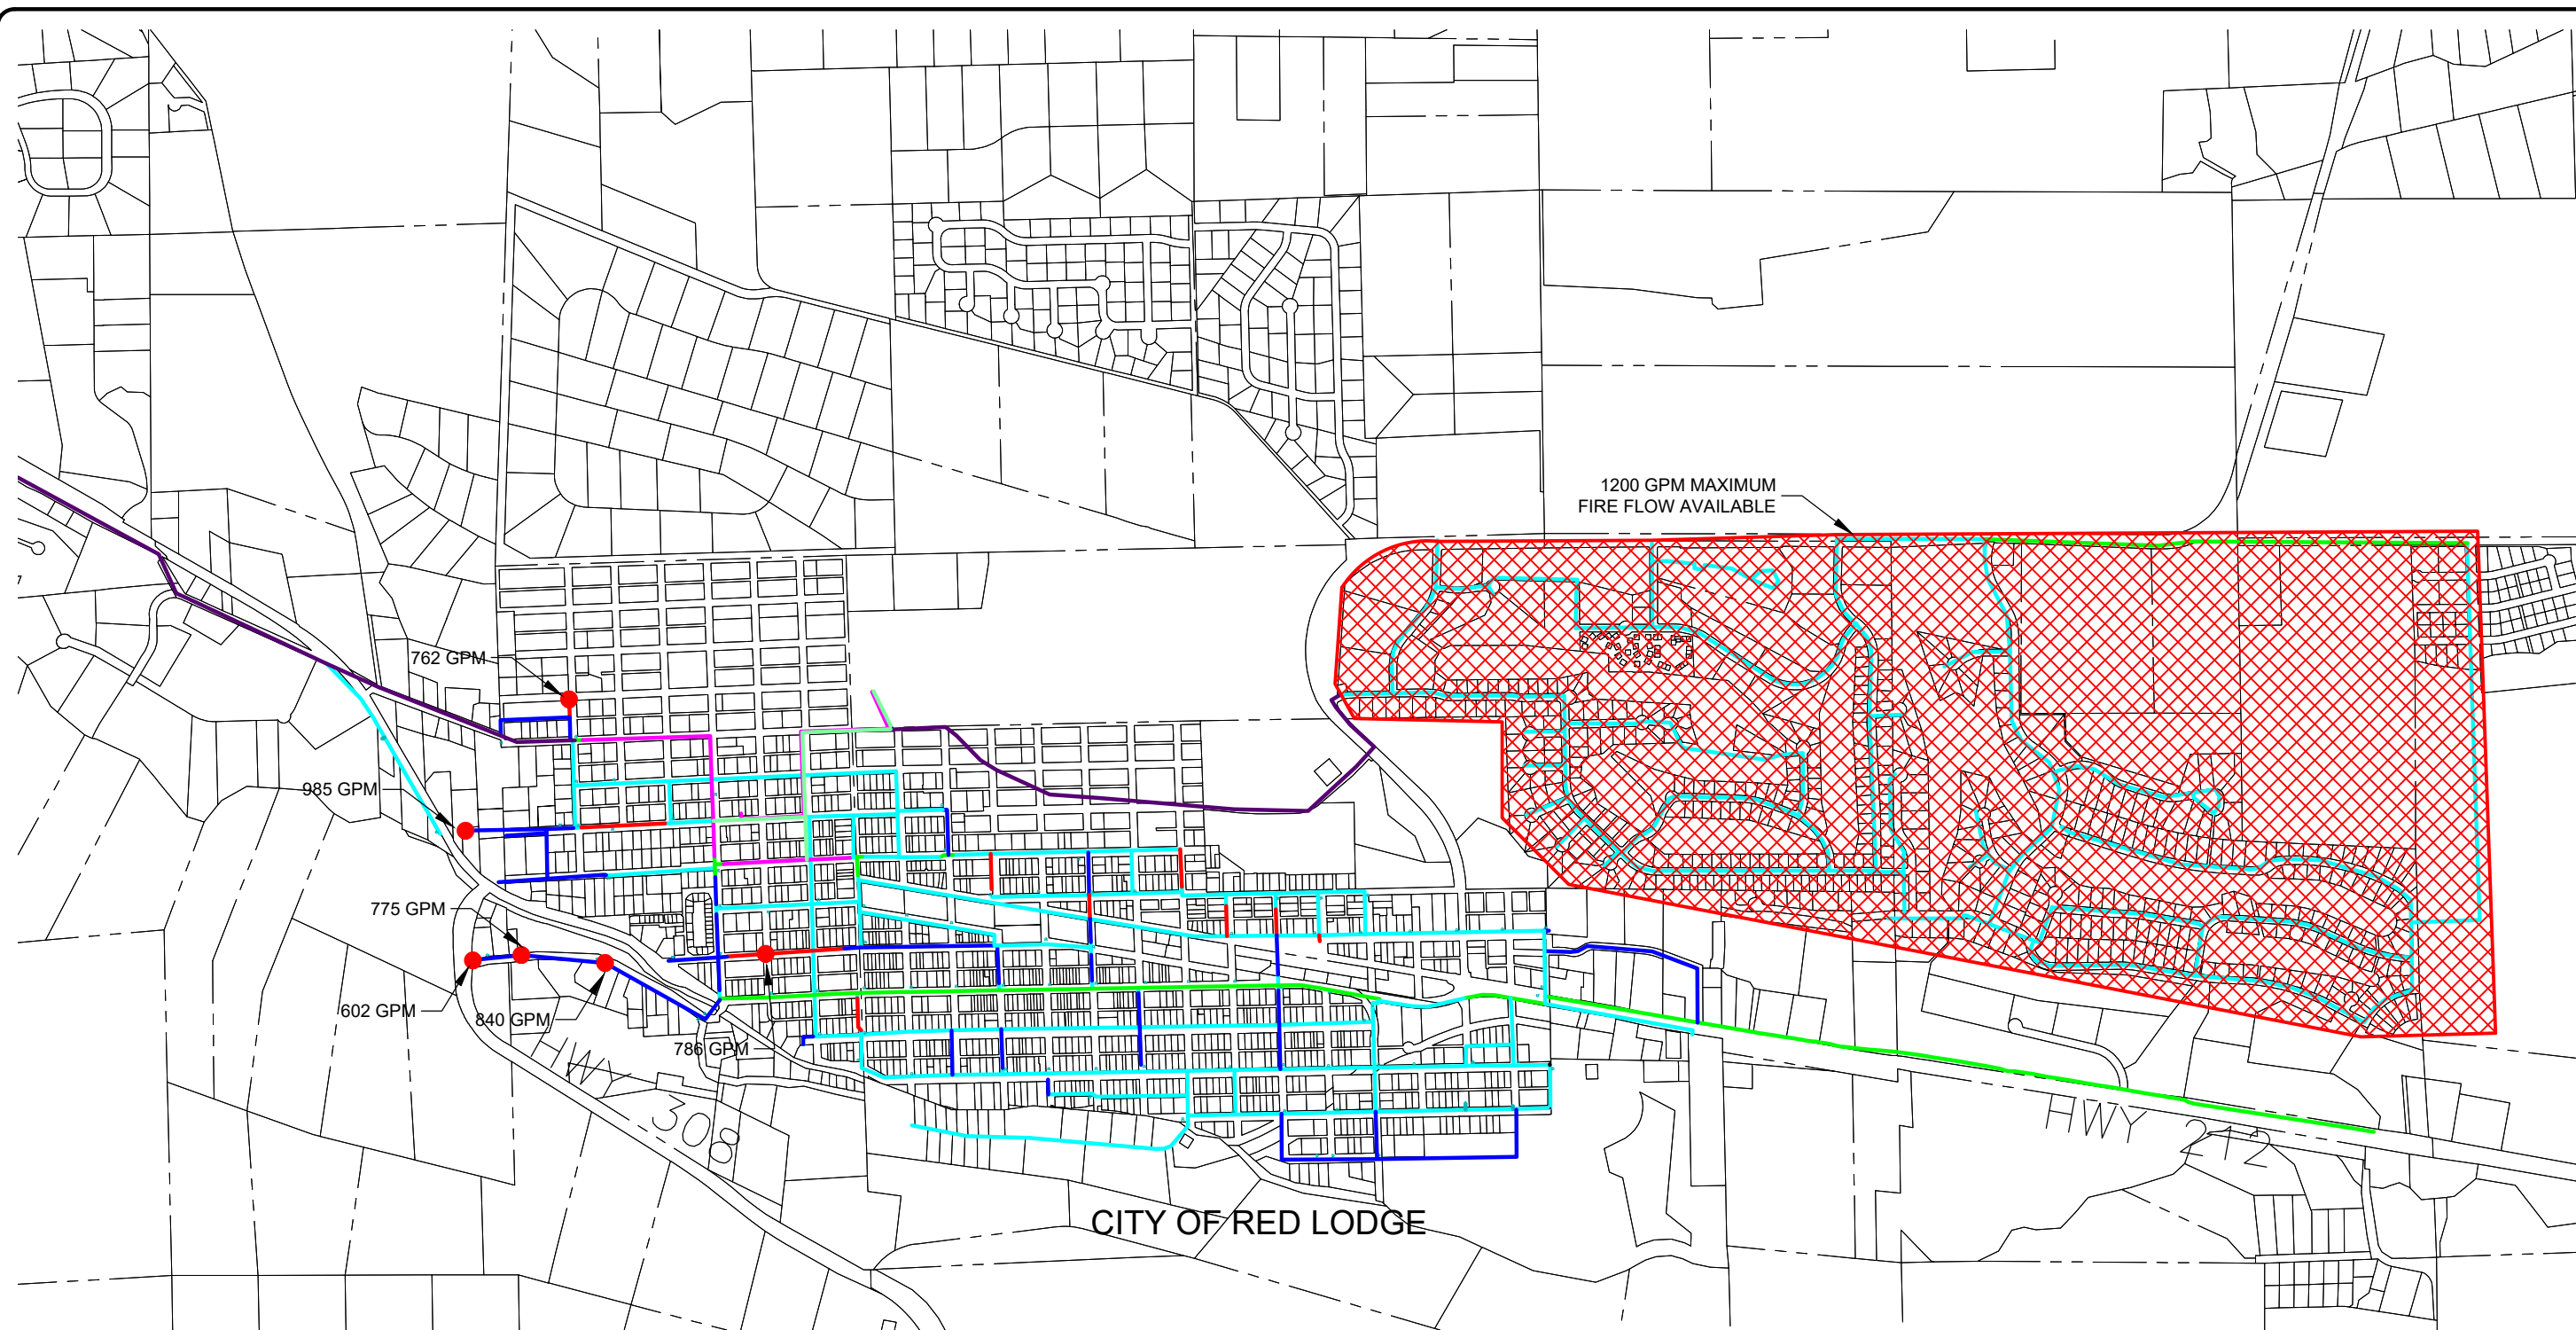 1200 GPM MAXIMUM
FIRE FLOW AVAILABLE
762 GPM
985 GPM
775 GPM
602 GPM
840 GPM
786 GPM
HWY 308
HWY 212
CITY OF RED LODGE